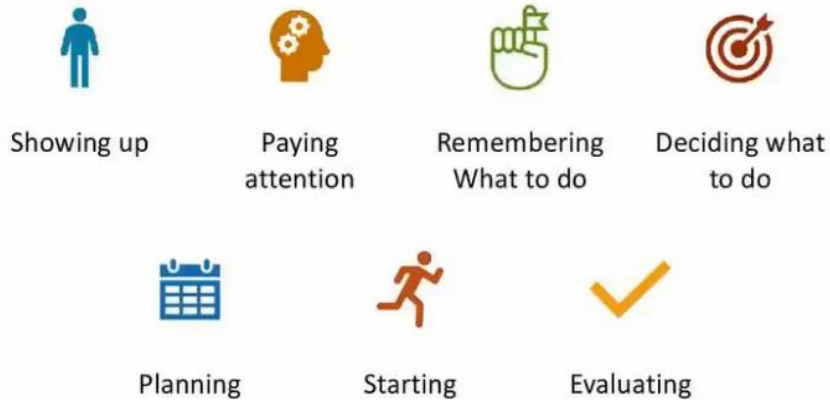 Showing up
Paying
attention
Remembering
What to do
Deciding what
to do
Planning
Starting
Evaluating